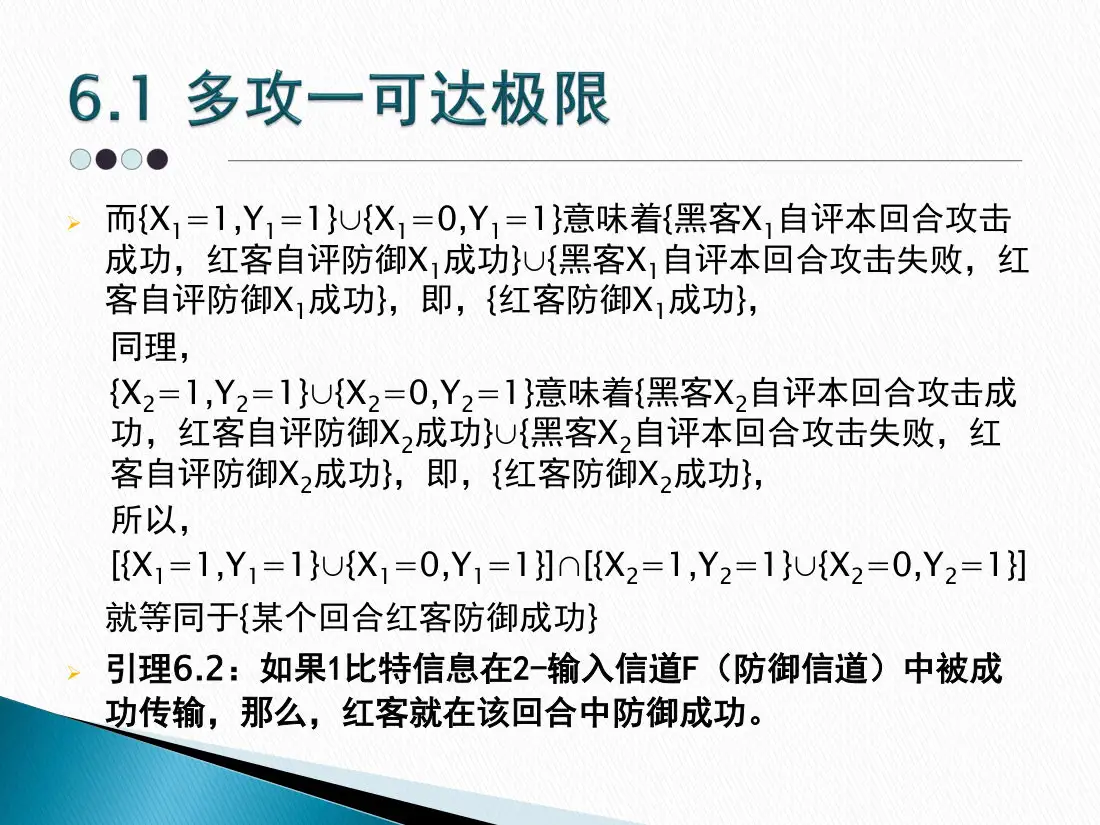 6.1 多攻一可达极限
而{X₁=1,Y₁=1}∪{X₁=0,Y₁=1}意味着{黑客X₁自评本回合攻击
成功，红客自评防御X₁成功}∪{黑客X₁自评本回合攻击失败，红
客自评防御X₁成功}，即，{红客防御X₁成功}，
同理，
{X₂=1,Y₂=1}∪{X₂=0,Y₂=1}意味着{黑客X₂自评本回合攻击成
功，红客自评防御X₂成功}∪{黑客X₂自评本回合攻击失败，红
客自评防御X₂成功}，即，{红客防御X₂成功}，
所以，
[{X₁=1,Y₁=1}∪{X₁=0,Y₁=1}]∩[{X₂=1,Y₂=1}∪{X₂=0,Y₂=1}]
就等同于{某个回合红客防御成功}
引理6.2：如果1比特信息在2-输入信道F（防御信道）中被成
功传输，那么，红客就在该回合中防御成功。